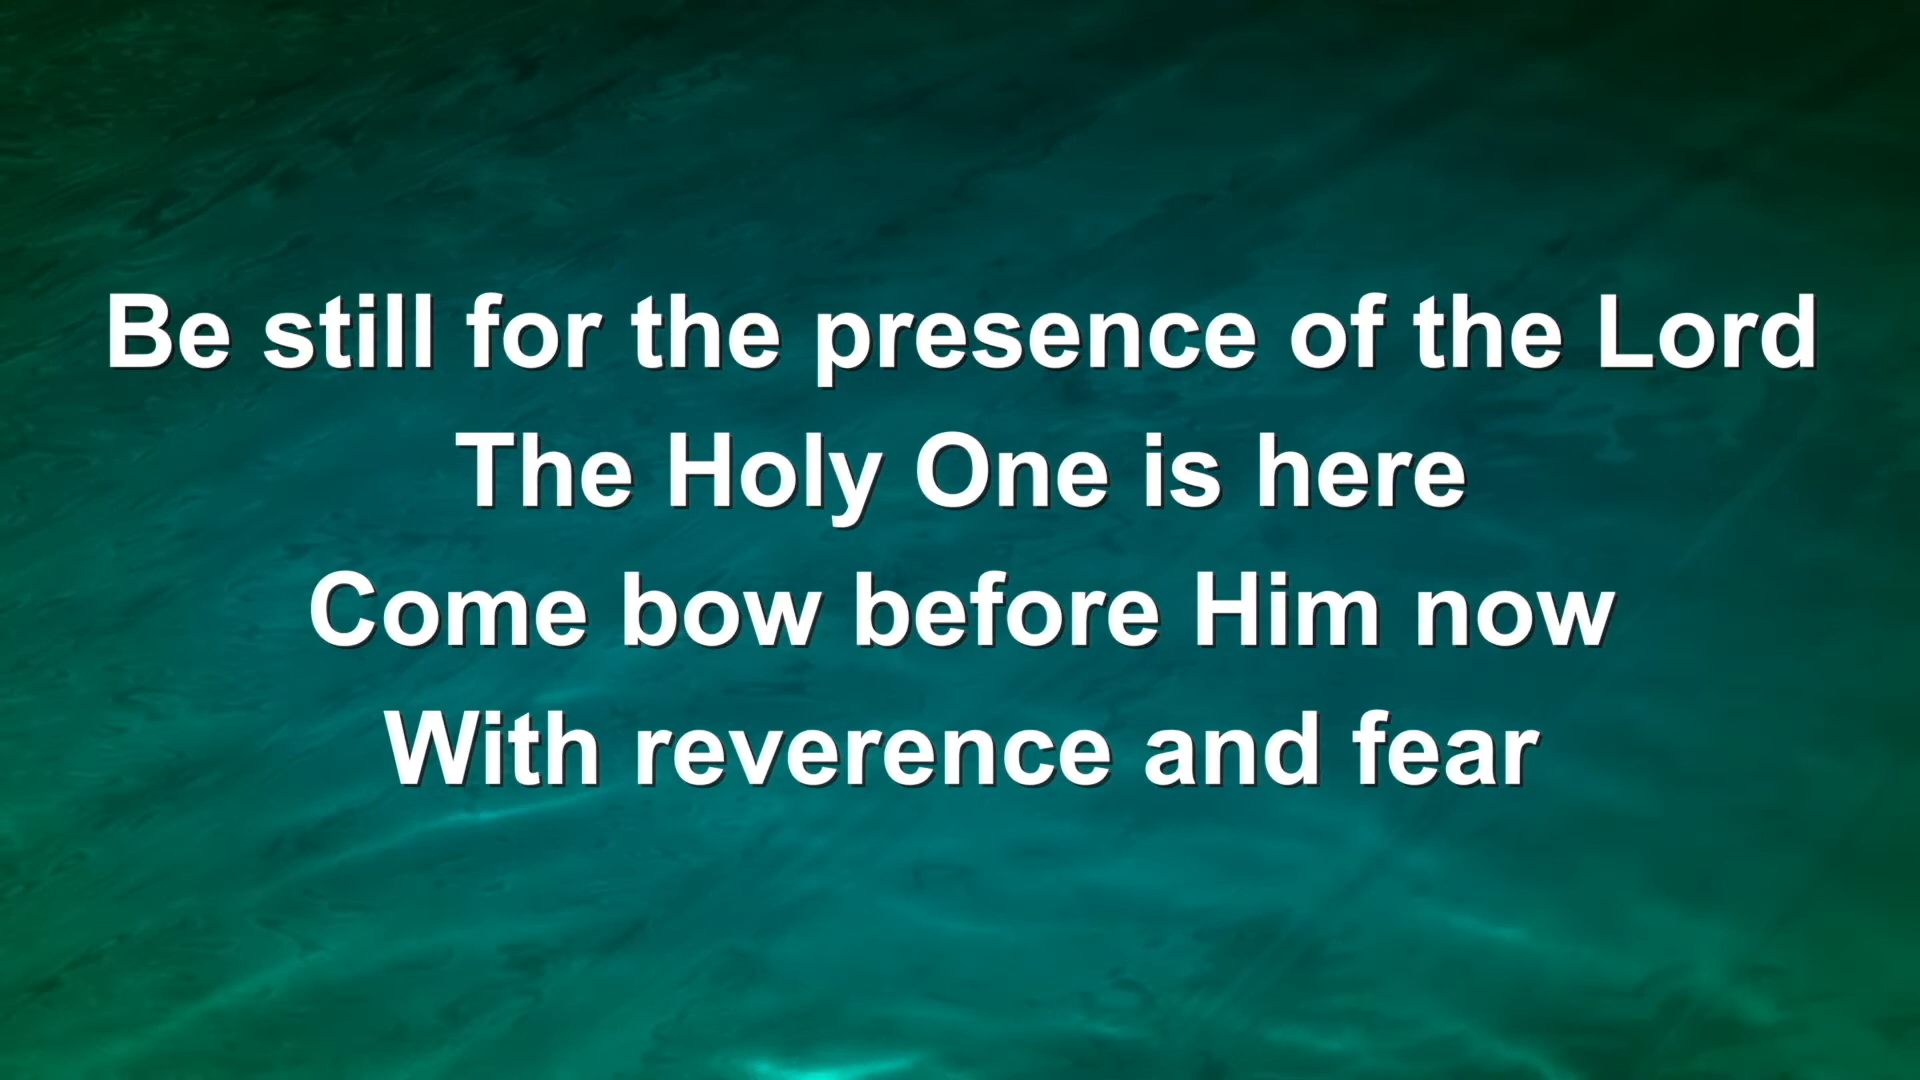 Be still for the presence of the Lord
The Holy One is here
Come bow before Him now
With reverence and fear